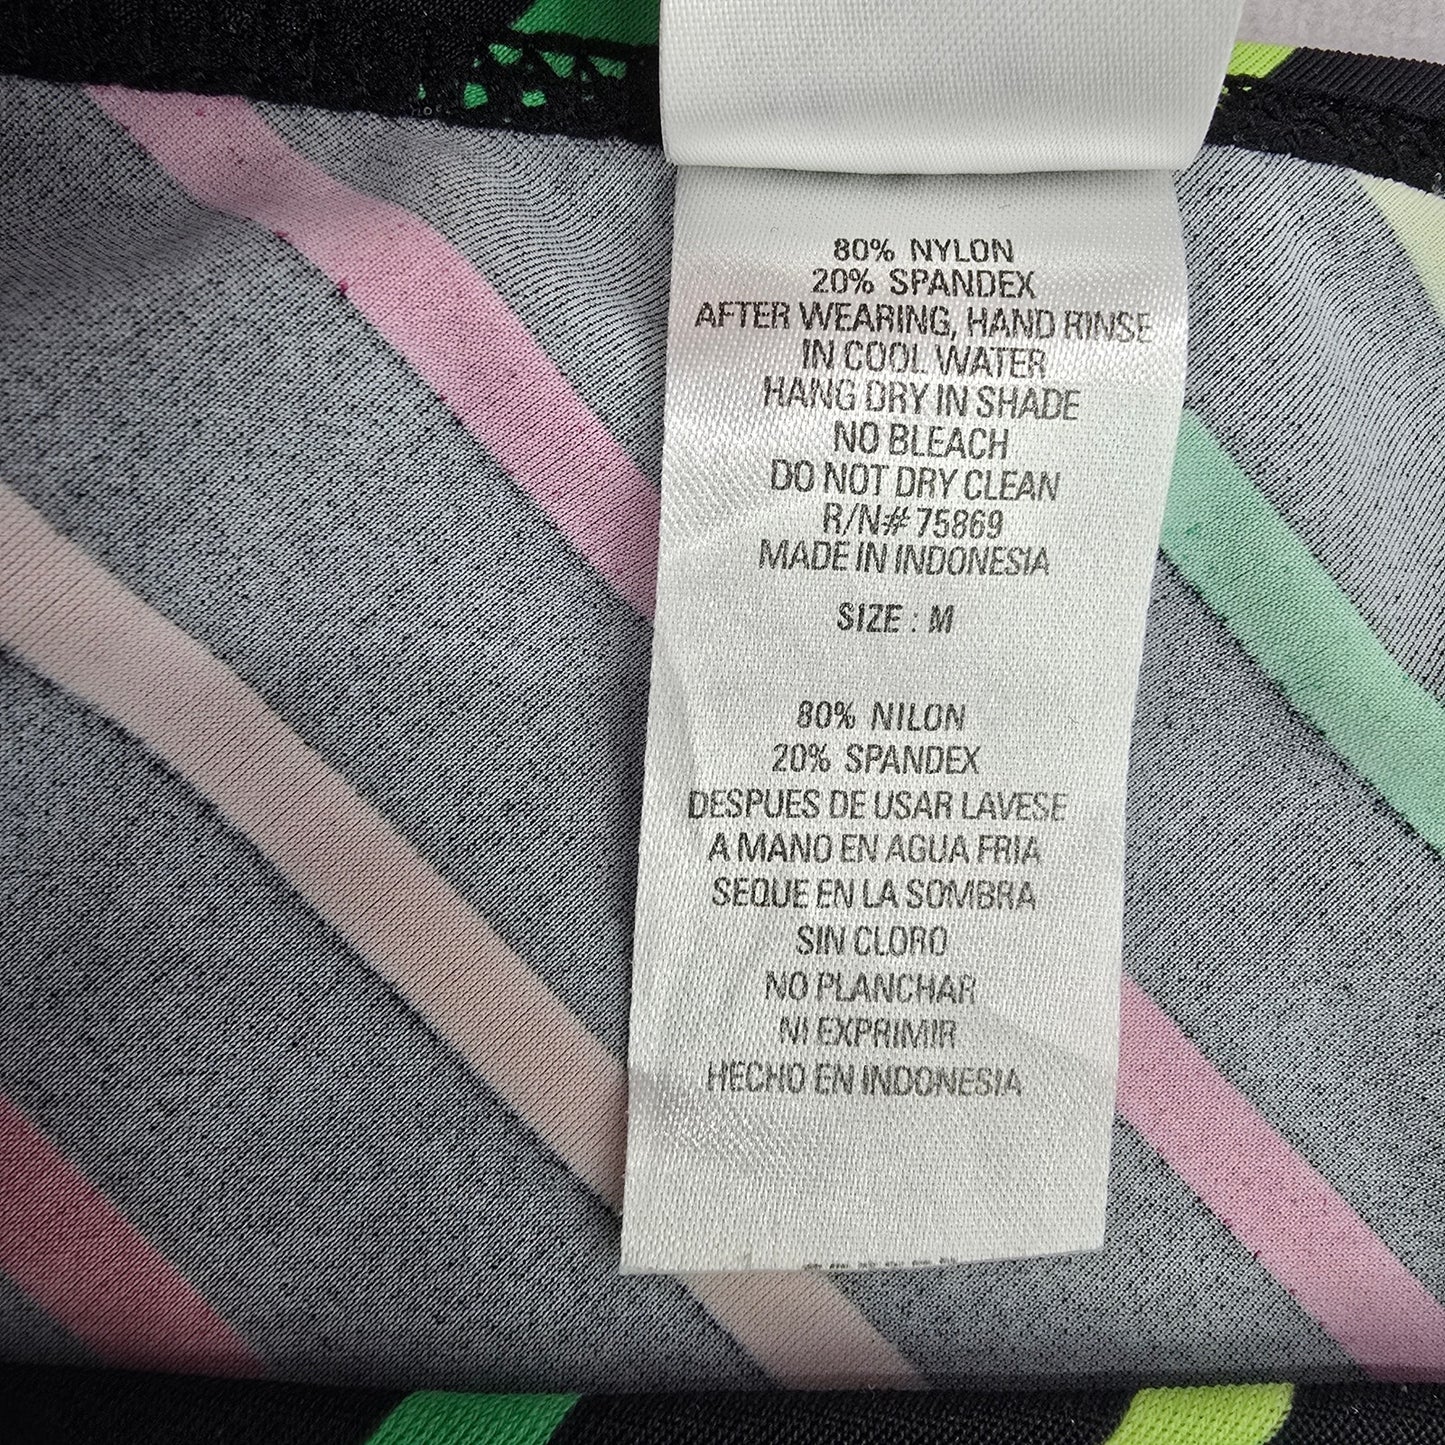 80% NYLON
20% SPANDEX
AFTER WEARING, HAND RINSE
IN COOL WATER
HANG DRY IN SHADE
NO BLEACH
DO NOT DRY CLEAN
R/N# 75869
MADE IN INDONESIA
SIZE : M
80% NILON
20% SPANDEX
DESPUES DE USAR LAVESE
A MANO EN AGUA FRIA
SEQUE EN LA SOMBRA
SIN CLORO
NO PLANCHAR
NI EXPRIMIR
HECHO EN INDONESIA